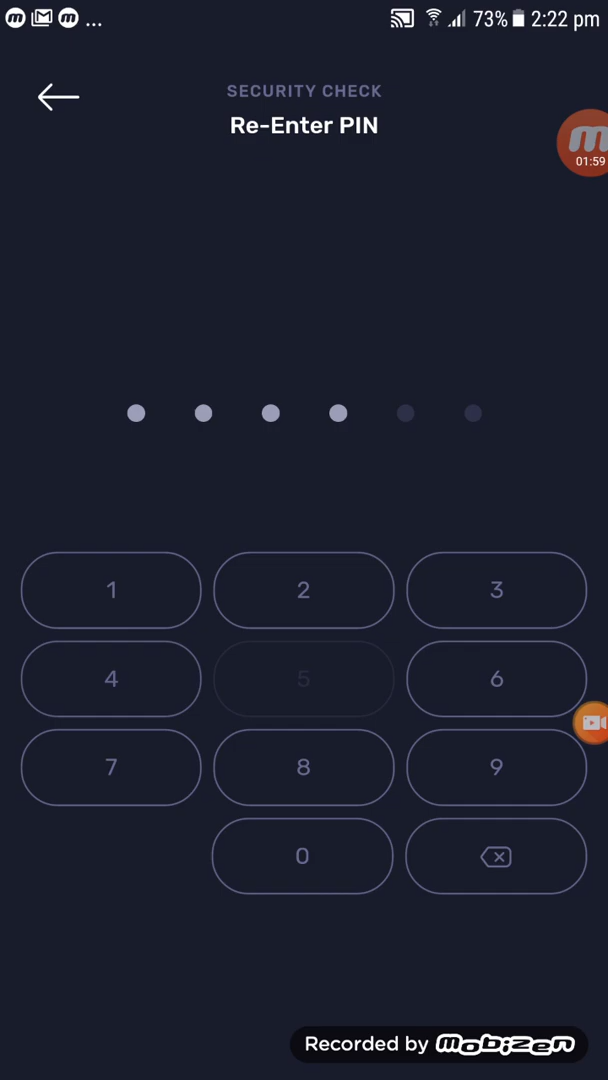 m M m ... 73% 2:22 pm
SECURITY CHECK
Re-Enter PIN
m
01:59
1 2 3
4 5 6
7 8 9
0
Recorded by mobizen